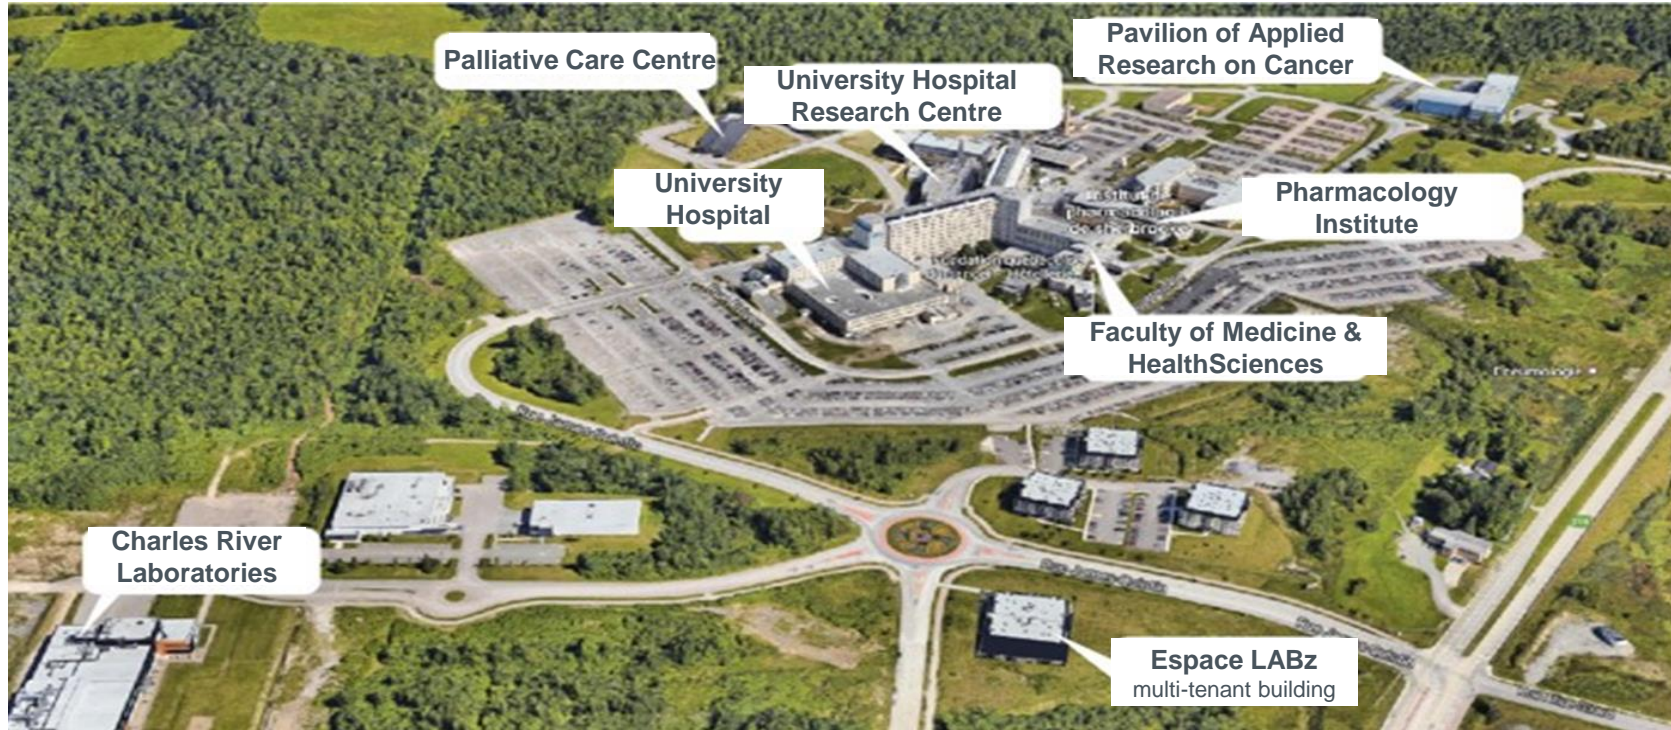 Palliative Care Centre
University Hospital
Research Centre
Pavilion of Applied
Research on Cancer
University
Hospital
Pharmacology
Institute
Faculty of Medicine &
HealthSciences
Pneumologie
Charles River
Laboratories
Espace LABz
multi-tenant building